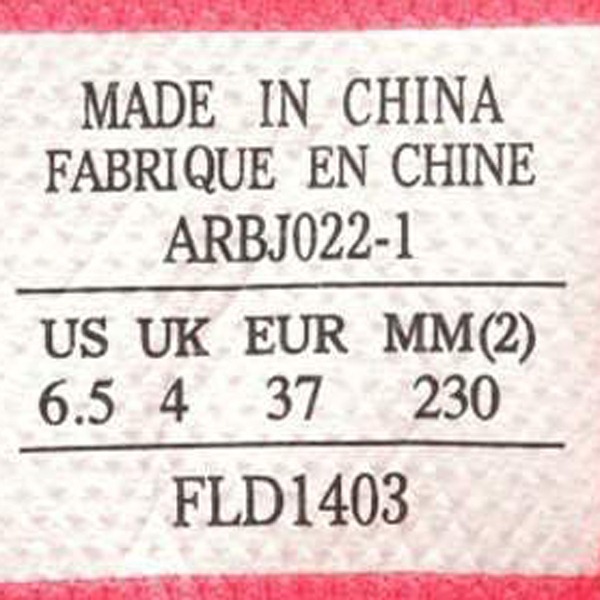 MADE IN CHINA
FABRIQUE EN CHINE
ARBJ022-1
US UK EUR MM(2)
6.5 4 37 230
FLD1403